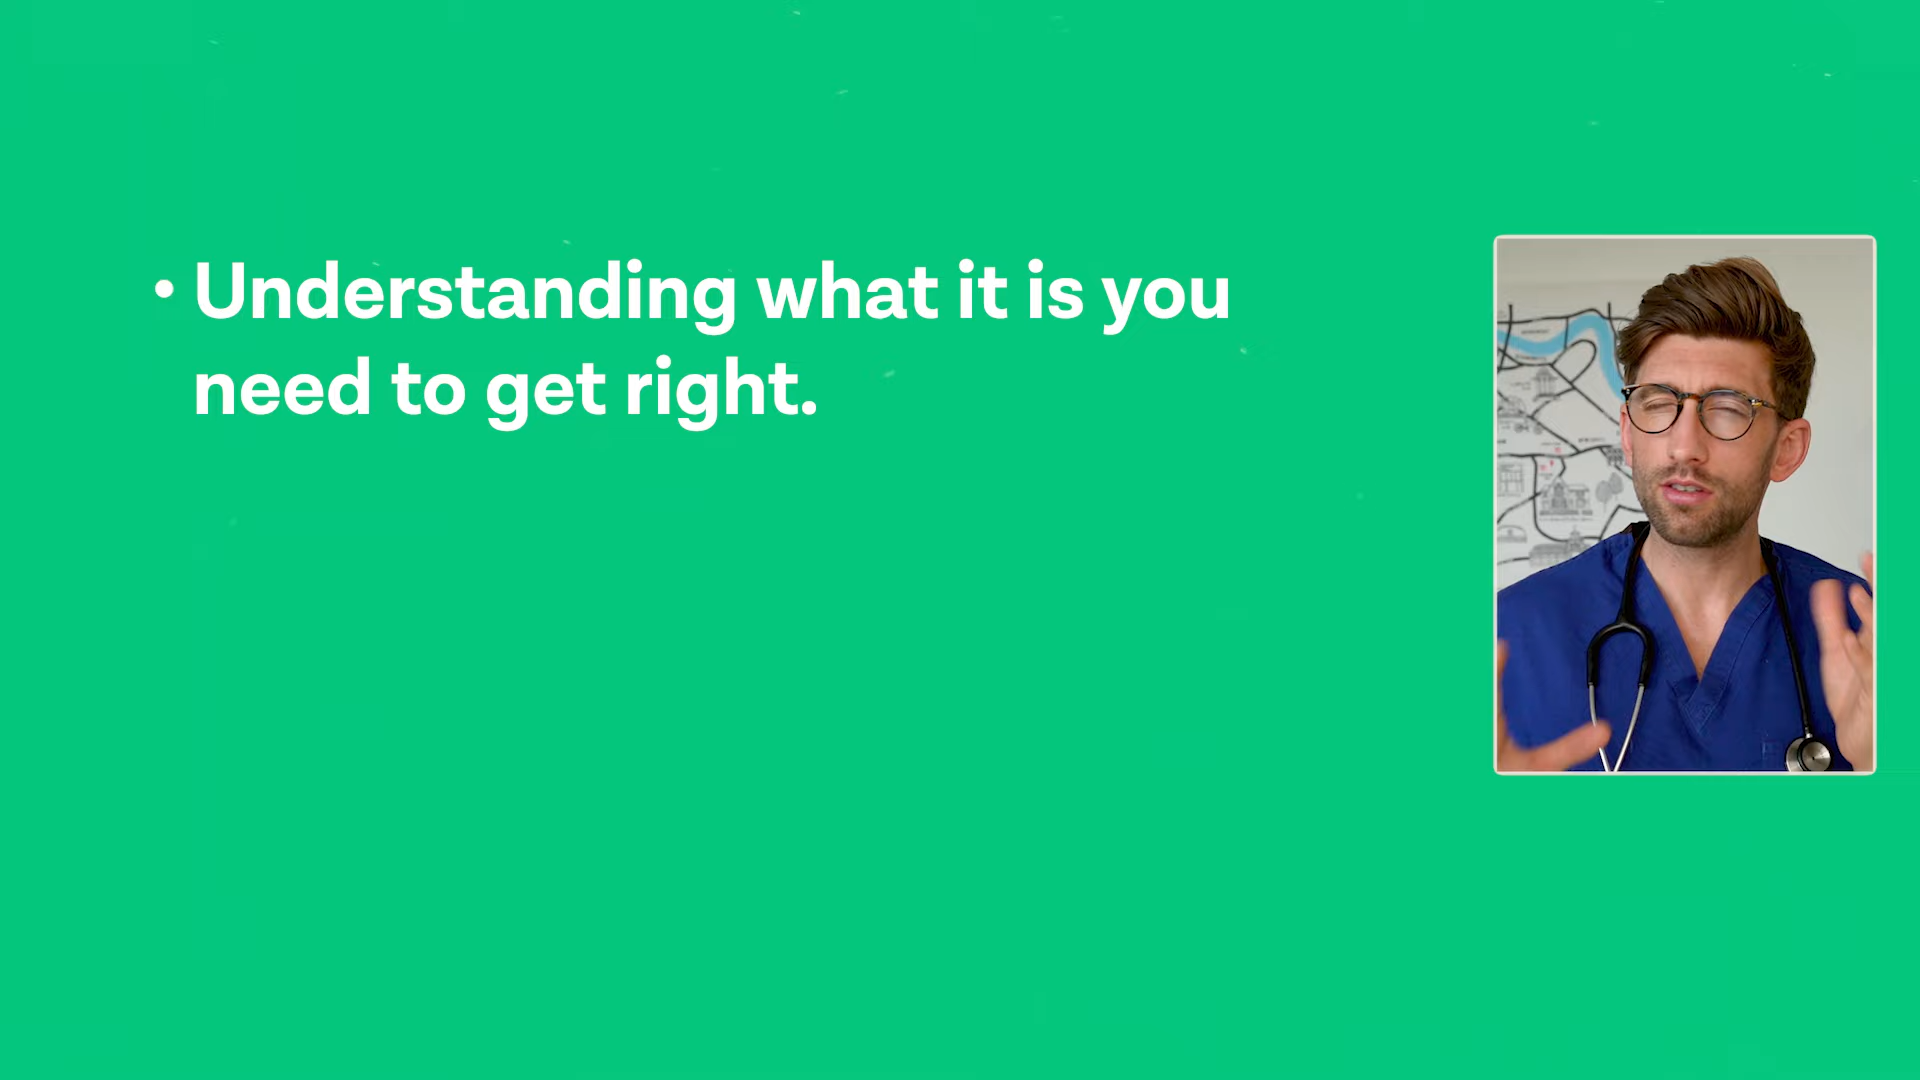 • Understanding what it is you
need to get right.